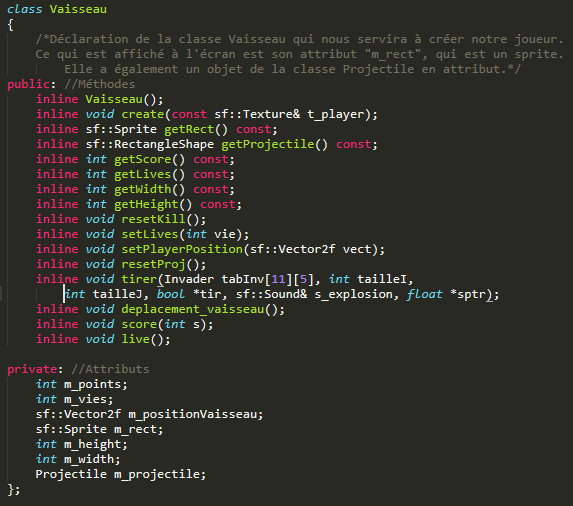 class Vaisseau
{
/*Déclaration de la classe Vaisseau qui nous servira à créer notre joueur.
Ce qui est affiché à l'écran est son attribut "m_rect", qui est un sprite.
Elle a également un objet de la classe Projectile en attribut.*/
public: //Méthodes
inline Vaisseau();
inline void create(const sf::Texture& t_player);
inline sf::Sprite getRect() const;
inline sf::RectangleShape getProjectile() const;
inline int getScore() const;
inline int getLives() const;
inline int getWidth() const;
inline int getHeight() const;
inline void resetKill();
inline void setLives(int vie);
inline void setPlayerPosition(sf::Vector2f vect);
inline void resetProj();
inline void tirer(Invader tabInv[11][5], int tailleI,
int tailleJ, bool *tir, sf::Sound& s_explosion, float *sptr);
inline void deplacement_vaisseau();
inline void score(int s);
inline void live();
private: //Attributs
int m_points;
int m_vies;
sf::Vector2f m_positionVaisseau;
sf::Sprite m_rect;
int m_height;
int m_width;
Projectile m_projectile;
};